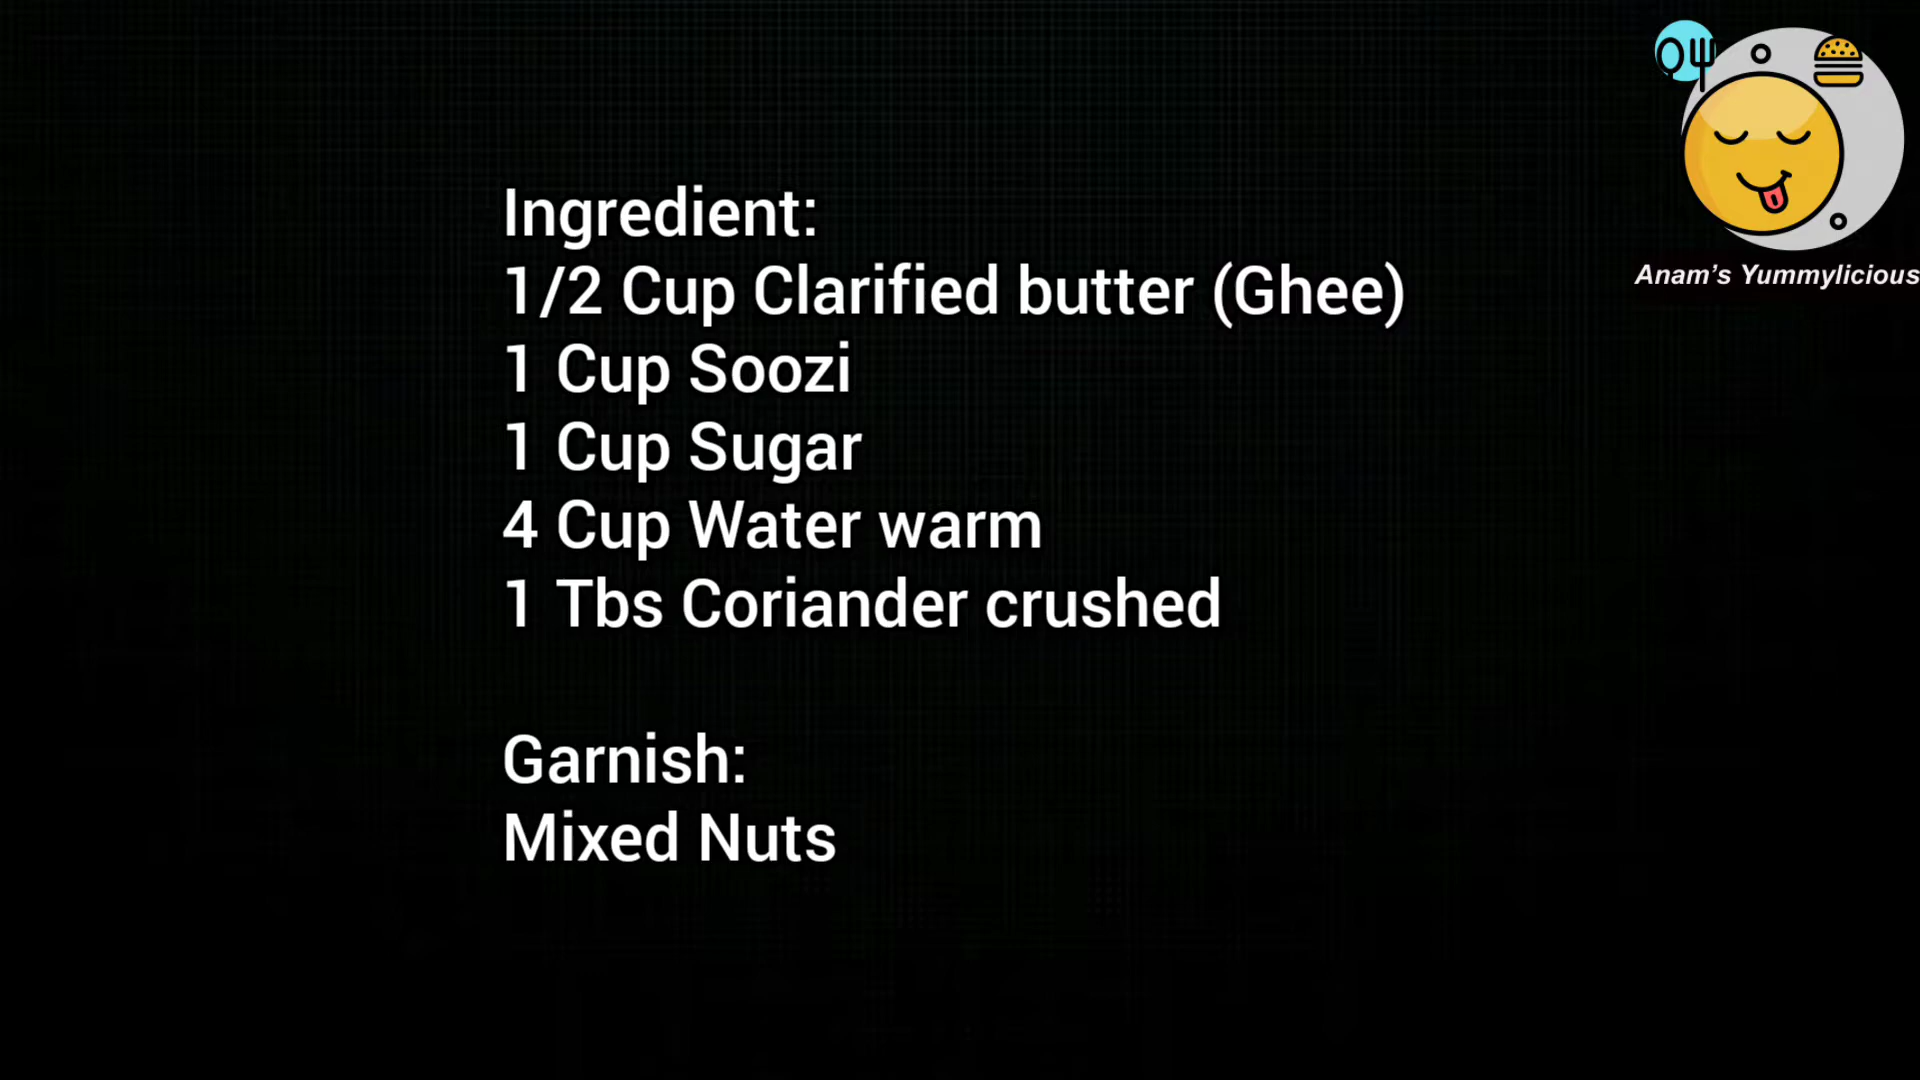 Ingredient:
1/2 Cup Clarified butter (Ghee)
1 Cup Soozi
1 Cup Sugar
4 Cup Water warm
1 Tbs Coriander crushed
Garnish:
Mixed Nuts
Anam's Yummylicious